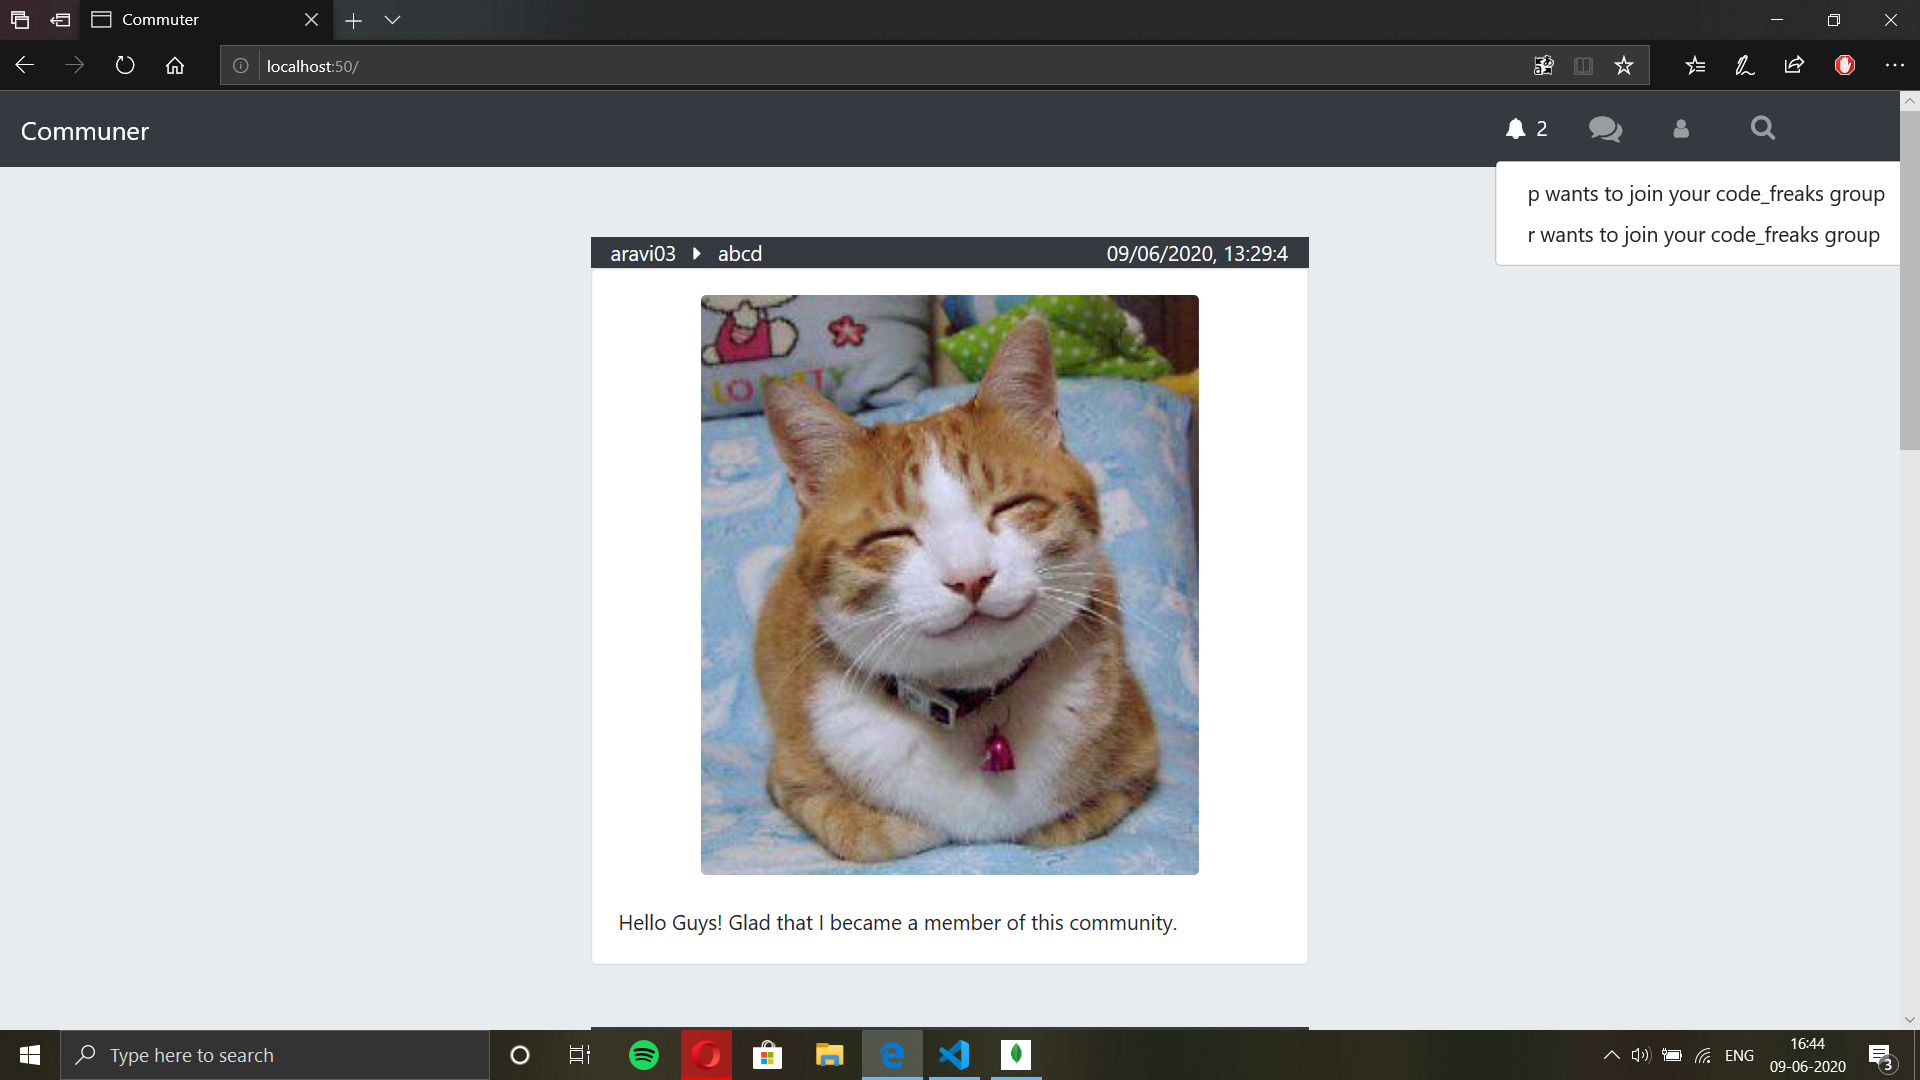 Commuter
localhost:50/
Communer
2
p wants to join your code_freaks group
r wants to join your code_freaks group
aravi03 abcd 09/06/2020, 13:29:4
Hello Guys! Glad that I became a member of this community.
Type here to search
ENG
16:44
09-06-2020
3